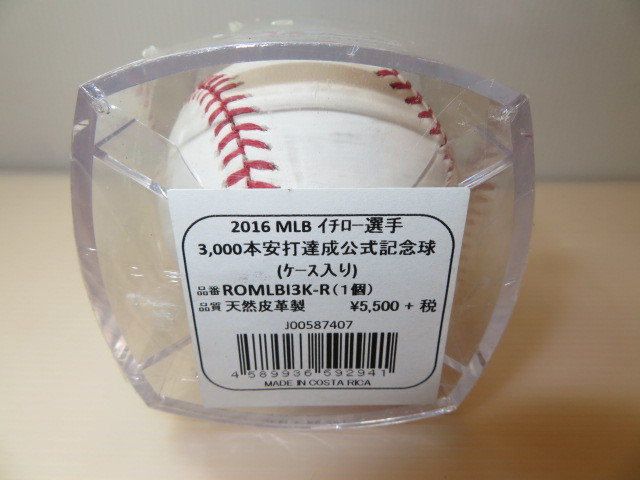 2016 MLB ｲﾁﾛｰ選手
3,000本安打達成公式記念球
(ケース入り)
品番 ROMLBI3K-R(1個)
品質 天然皮革製 ¥5,500 + 税
J00587407
4 589936 592941
MADE IN COSTA RICA